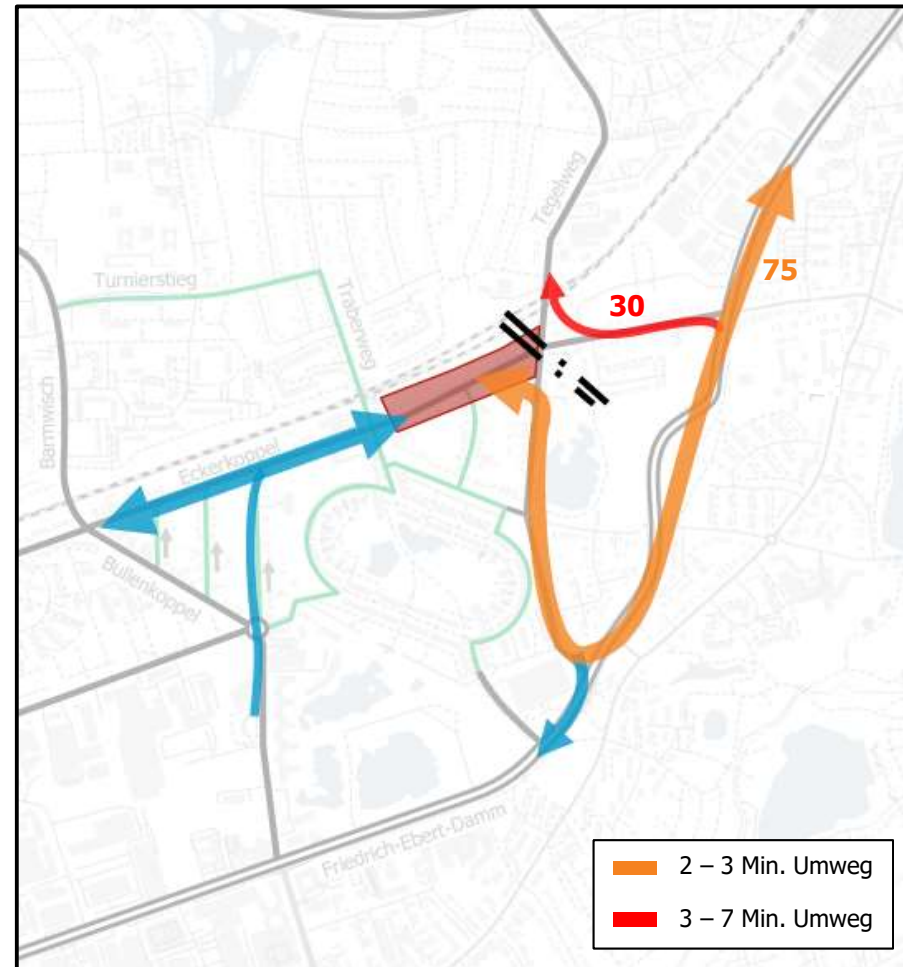 Tegelweg
75
Turnierstieg
Traberweg
30
Barmwisch
Eckerkoppel
Bullenkoppel
Friedrich-Ebert-Damm
2 – 3 Min. Umweg
3 – 7 Min. Umweg